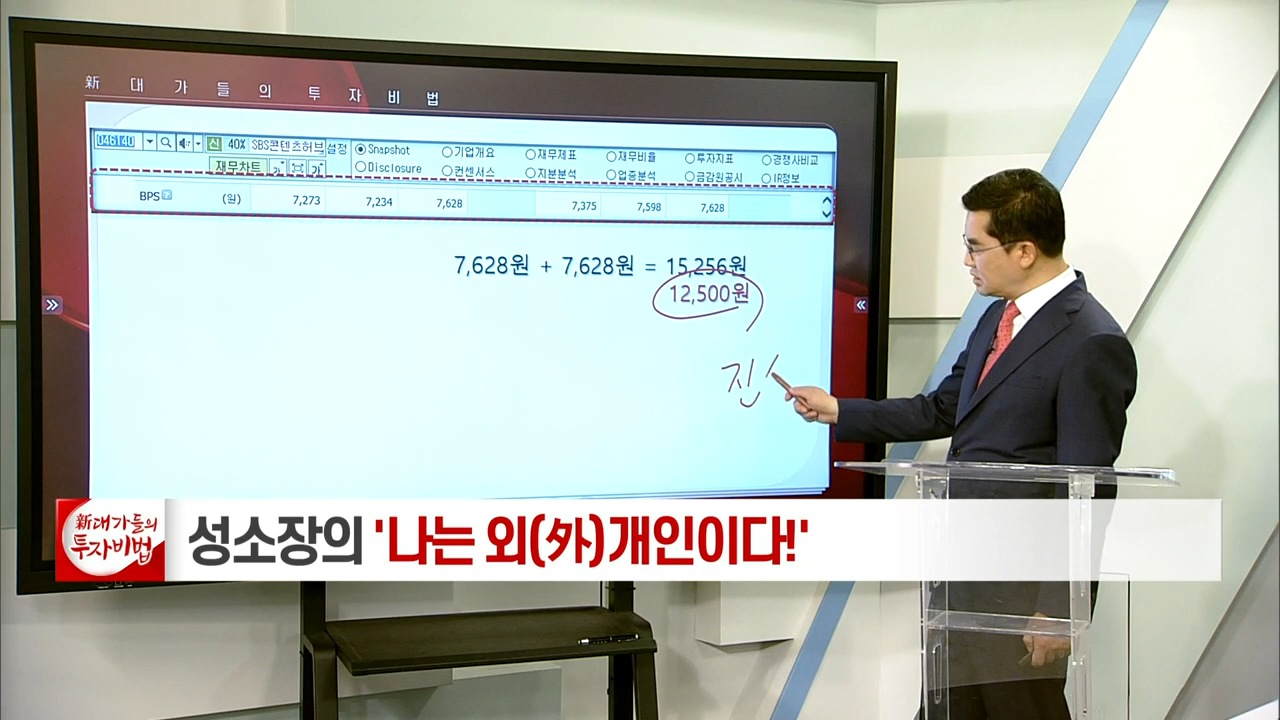 新 대 가 들 의 투 자 비 법
046140 신 40% SBS콘텐츠허브 설정 Snapshot 기업개요 재무제표 재무비율 투자지표 경쟁사비교
재무차트 가 가 Disclosure 컨센서스 지분분석 업종분석 금감원공시 IR정보
BPS (원) 7,273 7,234 7,628 7,375 7,598 7,628
7,628원 + 7,628원 = 15,256원
12,500원
진
新대가들의
투자비법
성소장의 '나는 외(外)개인이다!'